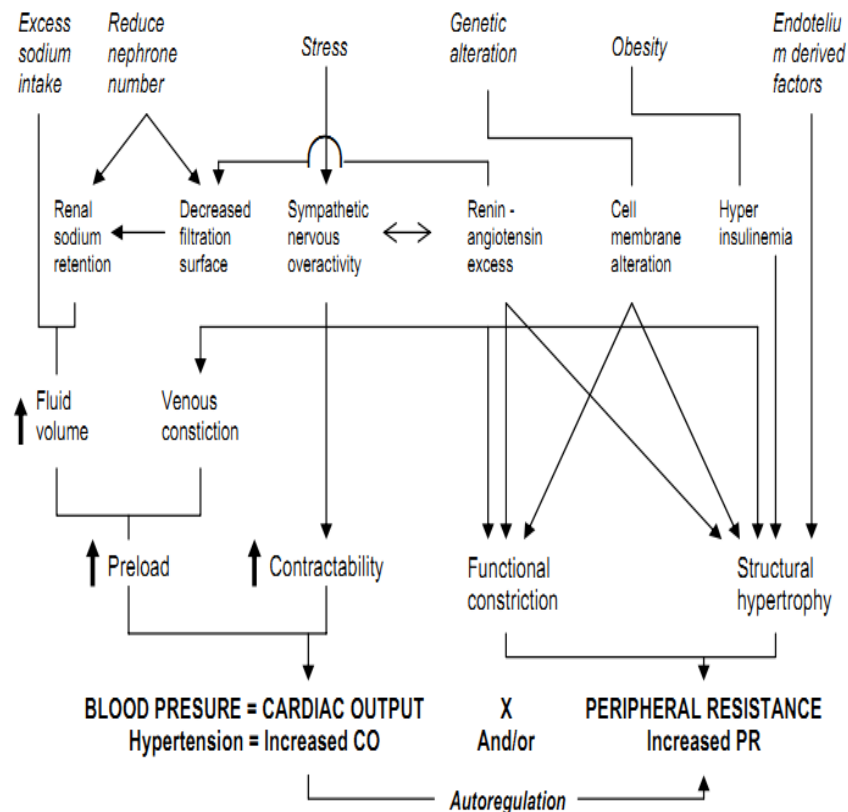 Excess
sodium
intake
Reduce
nephrone
number
Stress
Genetic
alteration
Obesity
Endoteliu
m derived
factors
Renal
sodium
retention
Decreased
filtration
surface
Sympathetic
nervous
overactivity
Renin -
angiotensin
excess
Cell
membrane
alteration
Hyper
insulinemia
Fluid
volume
Venous
constiction
Preload
Contractability
Functional
constriction
Structural
hypertrophy
BLOOD PRESURE = CARDIAC OUTPUT
Hypertension = Increased CO
X
And/or
PERIPHERAL RESISTANCE
Increased PR
Autoregulation